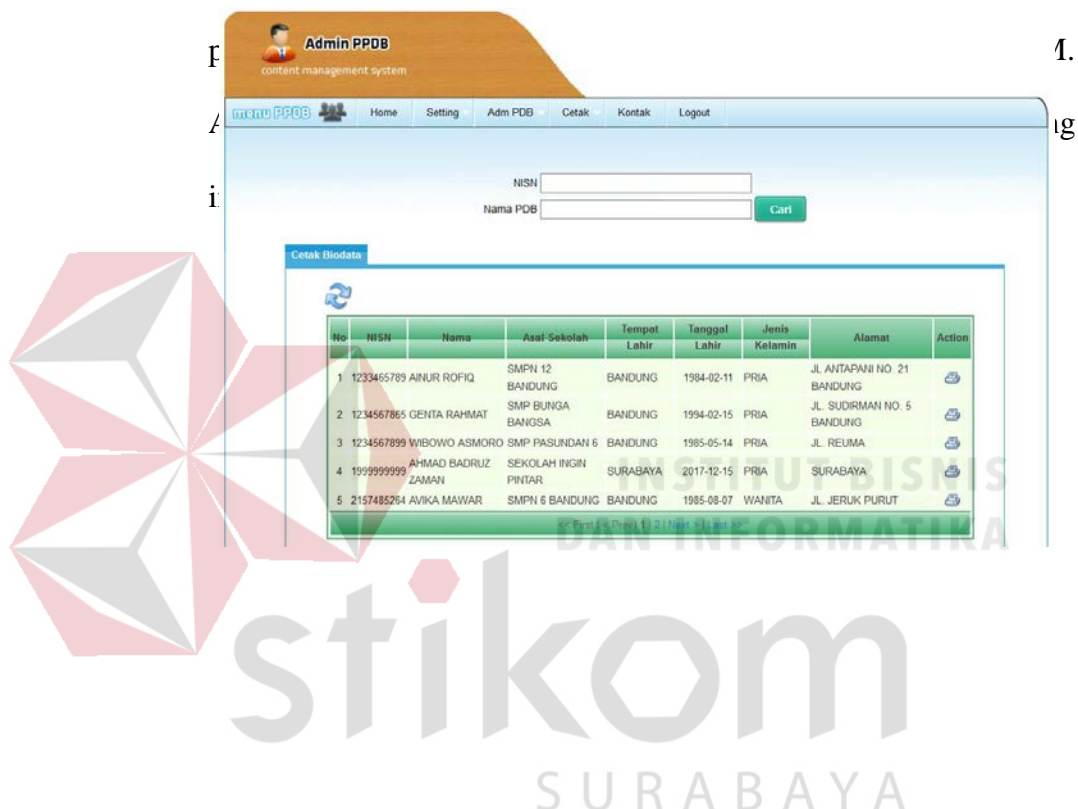 Admin PPDB
content management system
menu PPDB Home Setting Adm PDB Cetak Kontak Logout
NISN
Nama PDB Cari
Cetak Biodata
No NISN Nama Asal Sekolah Tempat Lahir Tanggal Lahir Jenis Kelamin Alamat Action
1 1233465789 AINUR ROFIQ SMPN 12 BANDUNG BANDUNG 1984-02-11 PRIA JL ANTAPANI NO. 21 BANDUNG
2 1234567865 GENTA RAHMAT SMP BUNGA BANGSA BANDUNG 1994-02-15 PRIA JL. SUDIRMAN NO. 5 BANDUNG
3 1234567899 WIBOWO ASMORO SMP PASUNDAN 6 BANDUNG 1985-05-14 PRIA JL. REUMA
4 1999999999 AHMAD BADRUZ ZAMAN SEKOLAH INGIN PINTAR SURABAYA 2017-12-15 PRIA SURABAYA
5 2157485264 AVIKA MAWAR SMPN 6 BANDUNG BANDUNG 1985-08-07 WANITA JL. JERUK PURUT
<< First | < Prev | 1 | 2 | Next > | Last >>
INSTITUT BISNIS
DAN INFORMATIKA
stikom
SURABAYA